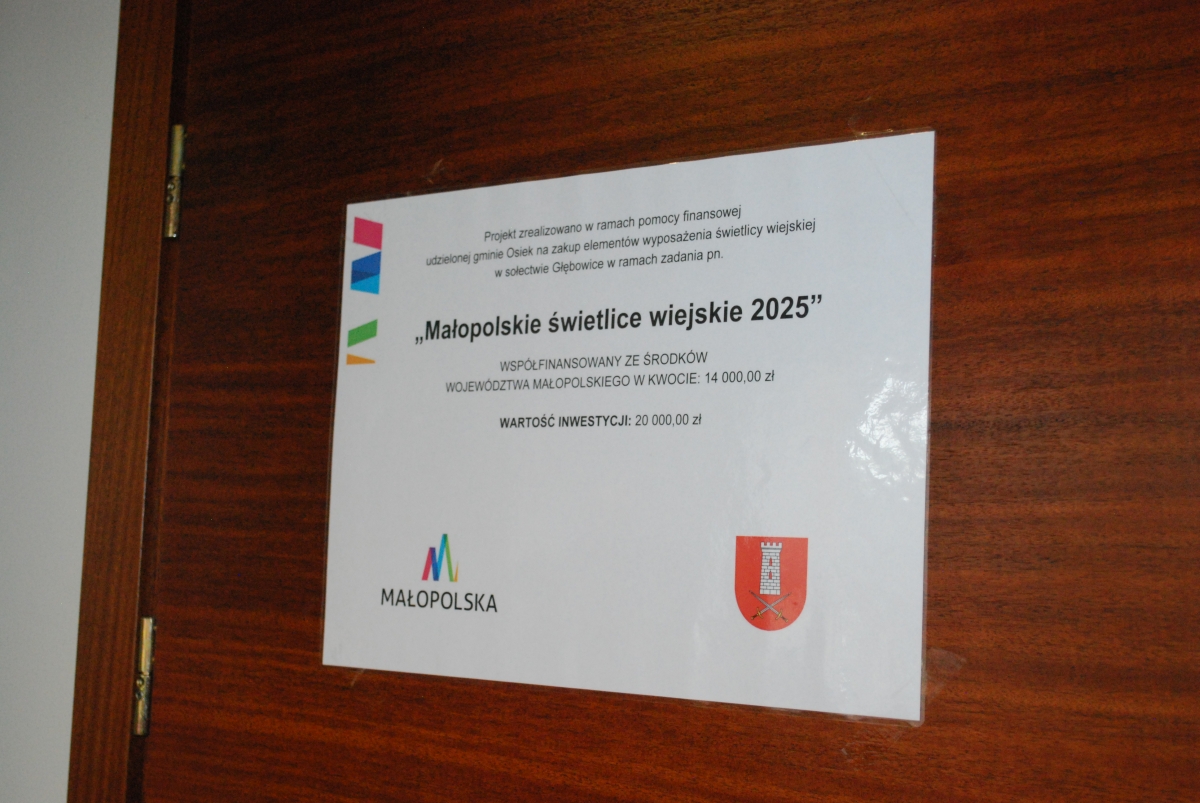 Projekt zrealizowano w ramach pomocy finansowej
udzielonej gminie Osiek na zakup elementów wyposażenia świetlicy wiejskiej
w sołectwie Głębowice w ramach zadania pn.
„Małopolskie świetlice wiejskie 2025”
WSPÓŁFINANSOWANY ZE ŚRODKÓW
WOJEWÓDZTWA MAŁOPOLSKIEGO W KWOCIE: 14 000,00 zł
WARTOŚĆ INWESTYCJI: 20 000,00 zł
MAŁOPOLSKA